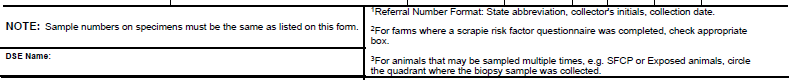 NOTE: Sample numbers on specimens must be the same as listed on this form.
DSE Name:
¹Referral Number Format: State abbreviation, collector's initials, collection date.
²For farms where a scrapie risk factor questionnaire was completed, check appropriate
box.
³For animals that may be sampled multiple times, e.g. SFCP or Exposed animals, circle
the quadrant where the biopsy sample was collected.